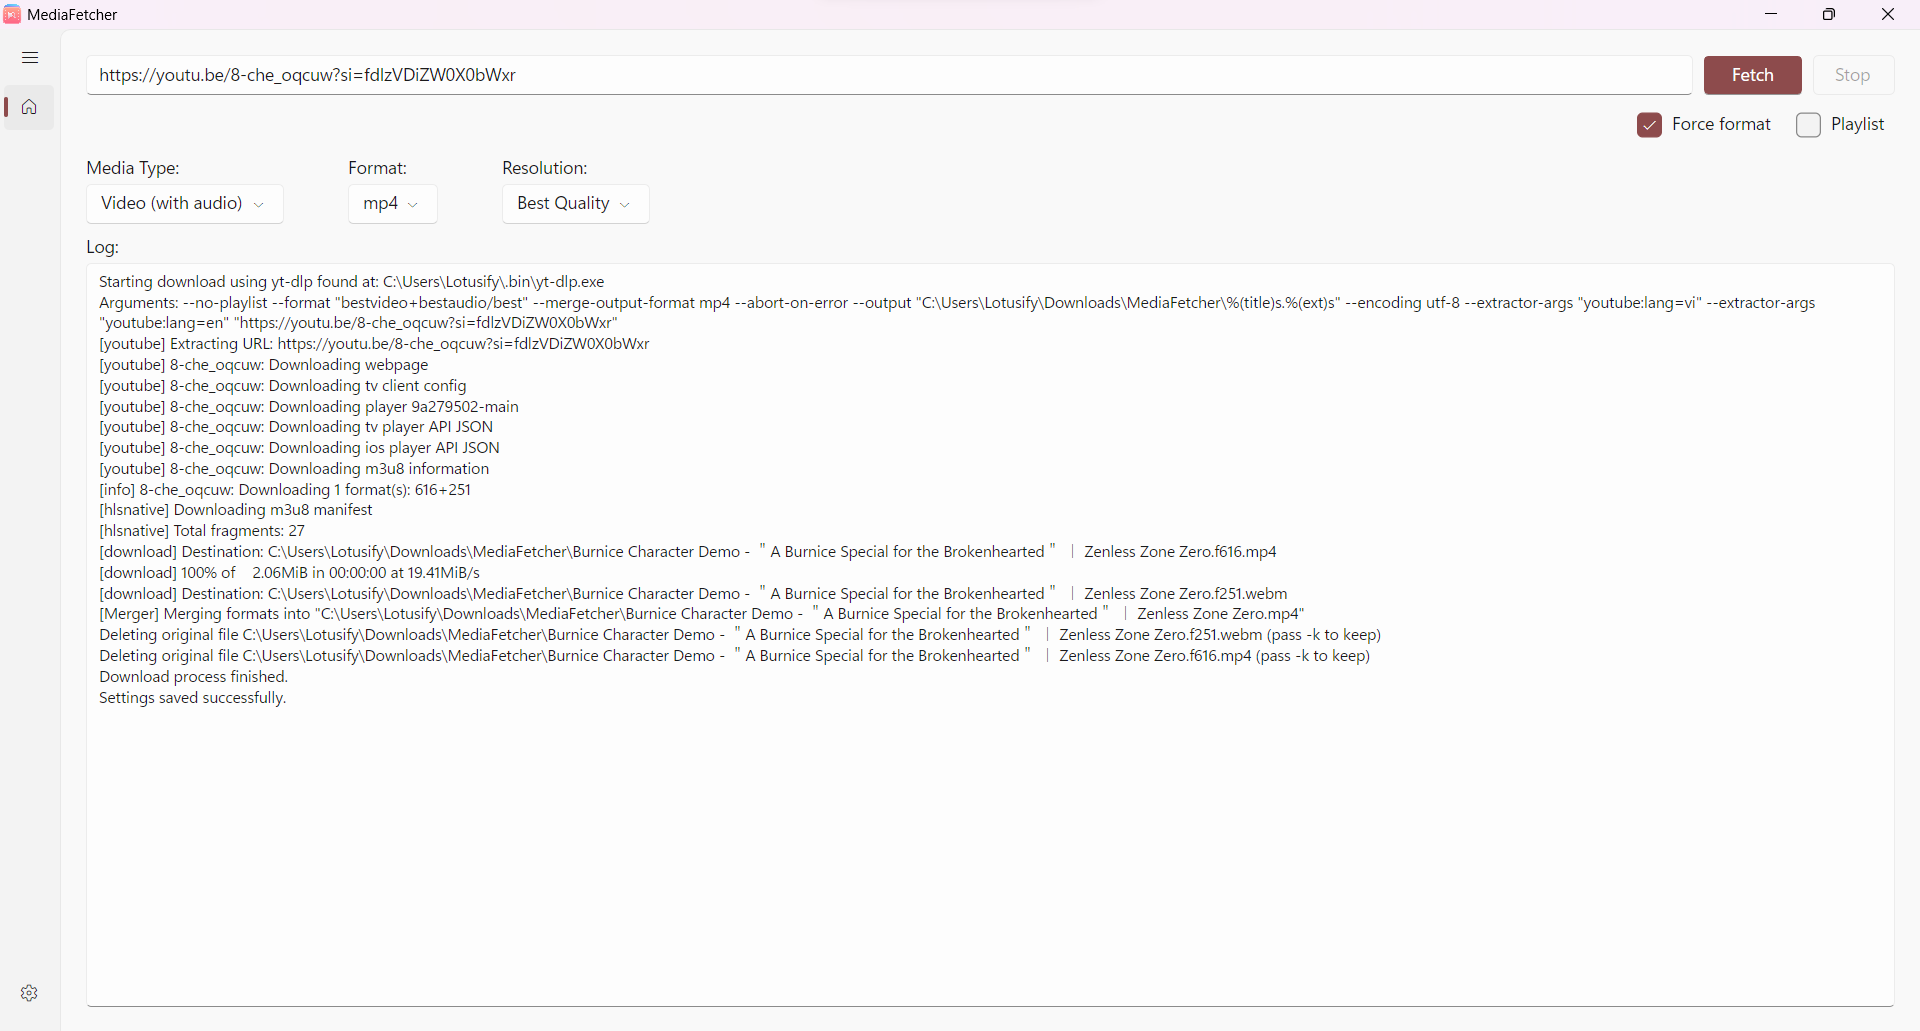 MediaFetcher
https://youtu.be/8-che_oqcuw?si=fdlzVDiZW0X0bWxr
Fetch
Stop
Force format
Playlist
Media Type:
Format:
Resolution:
Video (with audio)
mp4
Best Quality
Log:
Starting download using yt-dlp found at: C:\Users\Lotusify\.bin\yt-dlp.exe
Arguments: --no-playlist --format "bestvideo+bestaudio/best" --merge-output-format mp4 --abort-on-error --output "C:\Users\Lotusify\Downloads\MediaFetcher\%(title)s.%(ext)s" --encoding utf-8 --extractor-args "youtube:lang=vi" --extractor-args
"youtube:lang=en" "https://youtu.be/8-che_oqcuw?si=fdlzVDiZW0X0bWxr"
[youtube] Extracting URL: https://youtu.be/8-che_oqcuw?si=fdlzVDiZW0X0bWxr
[youtube] 8-che_oqcuw: Downloading webpage
[youtube] 8-che_oqcuw: Downloading tv client config
[youtube] 8-che_oqcuw: Downloading player 9a279502-main
[youtube] 8-che_oqcuw: Downloading tv player API JSON
[youtube] 8-che_oqcuw: Downloading ios player API JSON
[youtube] 8-che_oqcuw: Downloading m3u8 information
[info] 8-che_oqcuw: Downloading 1 format(s): 616+251
[hlsnative] Downloading m3u8 manifest
[hlsnative] Total fragments: 27
[download] Destination: C:\Users\Lotusify\Downloads\MediaFetcher\Burnice Character Demo - ＂A Burnice Special for the Brokenhearted＂ ｜ Zenless Zone Zero.f616.mp4
[download] 100% of    2.06MiB in 00:00:00 at 19.41MiB/s
[download] Destination: C:\Users\Lotusify\Downloads\MediaFetcher\Burnice Character Demo - ＂A Burnice Special for the Brokenhearted＂ ｜ Zenless Zone Zero.f251.webm
[Merger] Merging formats into "C:\Users\Lotusify\Downloads\MediaFetcher\Burnice Character Demo - ＂A Burnice Special for the Brokenhearted＂ ｜ Zenless Zone Zero.mp4"
Deleting original file C:\Users\Lotusify\Downloads\MediaFetcher\Burnice Character Demo - ＂A Burnice Special for the Brokenhearted＂ ｜ Zenless Zone Zero.f251.webm (pass -k to keep)
Deleting original file C:\Users\Lotusify\Downloads\MediaFetcher\Burnice Character Demo - ＂A Burnice Special for the Brokenhearted＂ ｜ Zenless Zone Zero.f616.mp4 (pass -k to keep)
Download process finished.
Settings saved successfully.